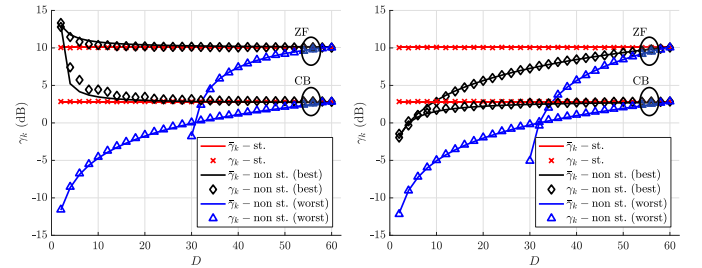 15
10
5
0
-5
-10
-15
0
10
20
30
40
50
60
D
γₖ (dB)
ZF
CB
γ̄ₖ − st.
γₖ − st.
γ̄ₖ − non st. (best)
γₖ − non st. (best)
γ̄ₖ − non st. (worst)
γₖ − non st. (worst)
15
10
5
0
-5
-10
-15
0
10
20
30
40
50
60
D
γₖ (dB)
ZF
CB
γ̄ₖ − st.
γₖ − st.
γ̄ₖ − non st. (best)
γₖ − non st. (best)
γ̄ₖ − non st. (worst)
γₖ − non st. (worst)